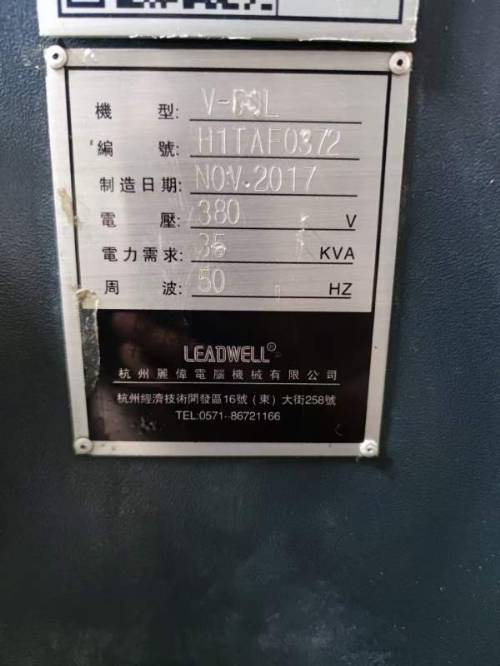 機 型:
編 號: H1TAF0372
制造日期: NOV.2017
電 壓: 380 V
電力需求: 35 KVA
周 波: 50 HZ
LEADWELL®
杭州麗偉電腦機械有限公司
杭州經濟技術開發區16號（東）大街258號
TEL:0571-86721166